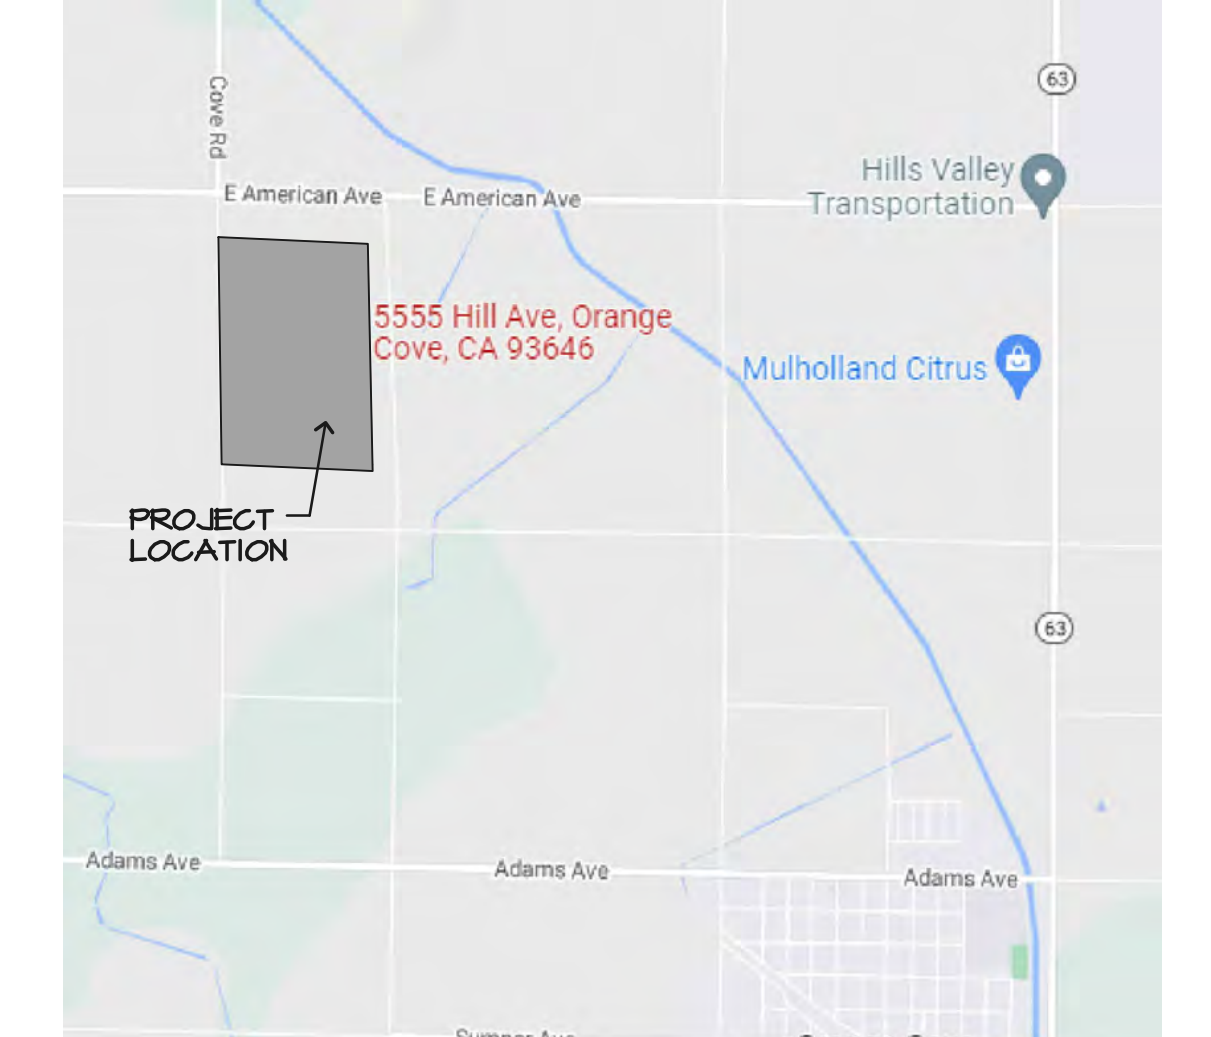 Cove Rd
63
Hills Valley
Transportation
E American Ave
E American Ave
5555 Hill Ave, Orange
Cove, CA 93646
Mulholland Citrus
PROJECT
LOCATION
63
Adams Ave
Adams Ave
Adams Ave